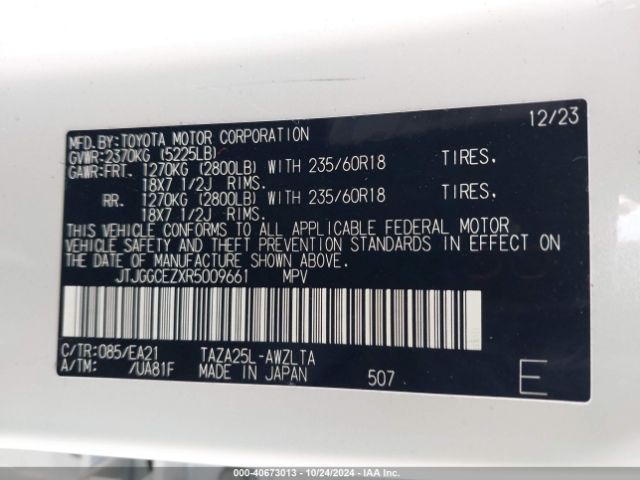 12/23
MFD.BY:TOYOTA MOTOR CORPORATION
GVWR:2370KG (5225LB)
GAWR:FRT. 1270KG (2800LB) WITH 235/60R18 TIRES,
18X7 1/2J RIMS.
RR. 1270KG (2800LB) WITH 235/60R18 TIRES,
18X7 1/2J RIMS.
THIS VEHICLE CONFORMS TO ALL APPLICABLE FEDERAL MOTOR
VEHICLE SAFETY AND THEFT PREVENTION STANDARDS IN EFFECT ON
THE DATE OF MANUFACTURE SHOWN ABOVE.
JTJGGCEZXR5009661 MPV
C/TR:085/EA21 TAZA25L-AWZLTA
A/TM: /UA81F MADE IN JAPAN 507 E
000-40673013 - 10/24/2024 - IAA Inc.